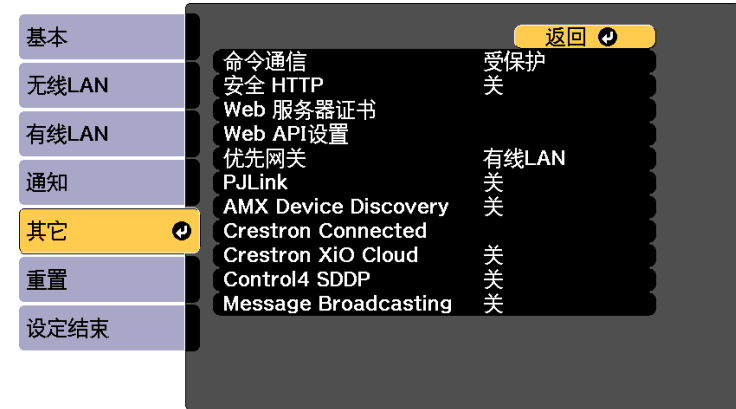 基本
无线LAN
有线LAN
通知
其它
重置
设定结束
返回
命令通信 受保护
安全 HTTP 关
Web 服务器证书
Web API设置
优先网关 有线LAN
PJLink 关
AMX Device Discovery 关
Crestron Connected
Crestron XiO Cloud 关
Control4 SDDP 关
Message Broadcasting 关